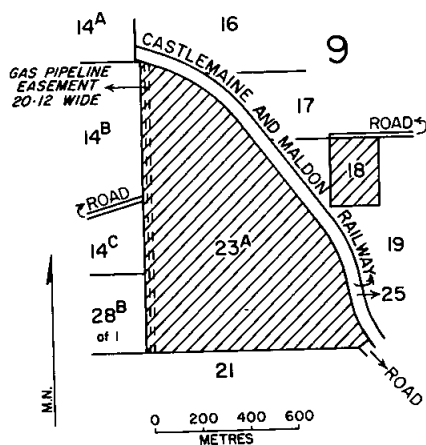 14A
16
9
CASTLEMAINE AND MALDON RAILWAY
GAS PIPELINE
EASEMENT
20·12 WIDE
17
ROAD
14B
18
ROAD
23A
19
14C
25
28B
of 1
21
ROAD
M.N.
0 200 400 600
METRES